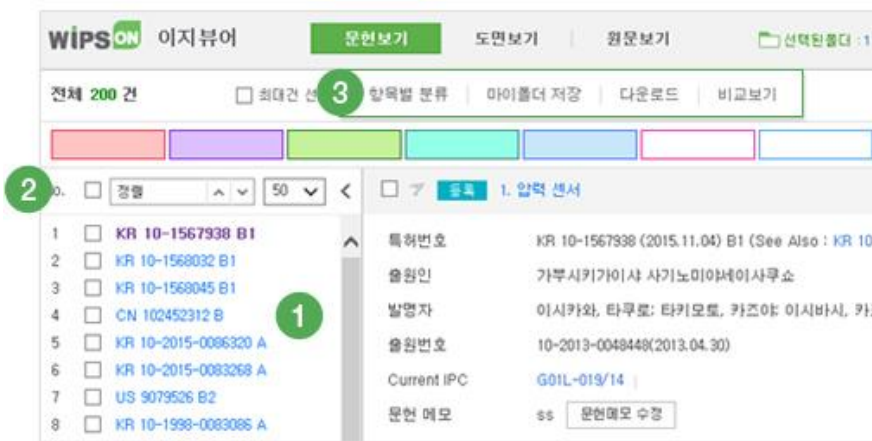 WIPS ON 이지뷰어 문헌보기 도면보기 원문보기 선택된폴더 : 1
전체 200 건 최대건 선 3 항목별 분류 마이폴더 저장 다운로드 비교보기
2 o. 정렬 50 < 등록 1. 압력 센서
1 KR 10-1567938 B1
2 KR 10-1568032 B1
3 KR 10-1568045 B1
4 CN 102452312 B
5 KR 10-2015-0086320 A
6 KR 10-2015-0083268 A
7 US 9079526 B2
8 KR 10-1998-0083086 A
1
특허번호 KR 10-1567938 (2015.11.04) B1 (See Also : KR 10
출원인 가부시키가이샤 사기노미야세이사쿠쇼
발명자 이시카와, 타쿠로; 타키모토, 카즈야; 이시바시, 카
출원번호 10-2013-0048448(2013.04.30)
Current IPC G01L-019/14
문헌 메모 ss 문헌메모 수정